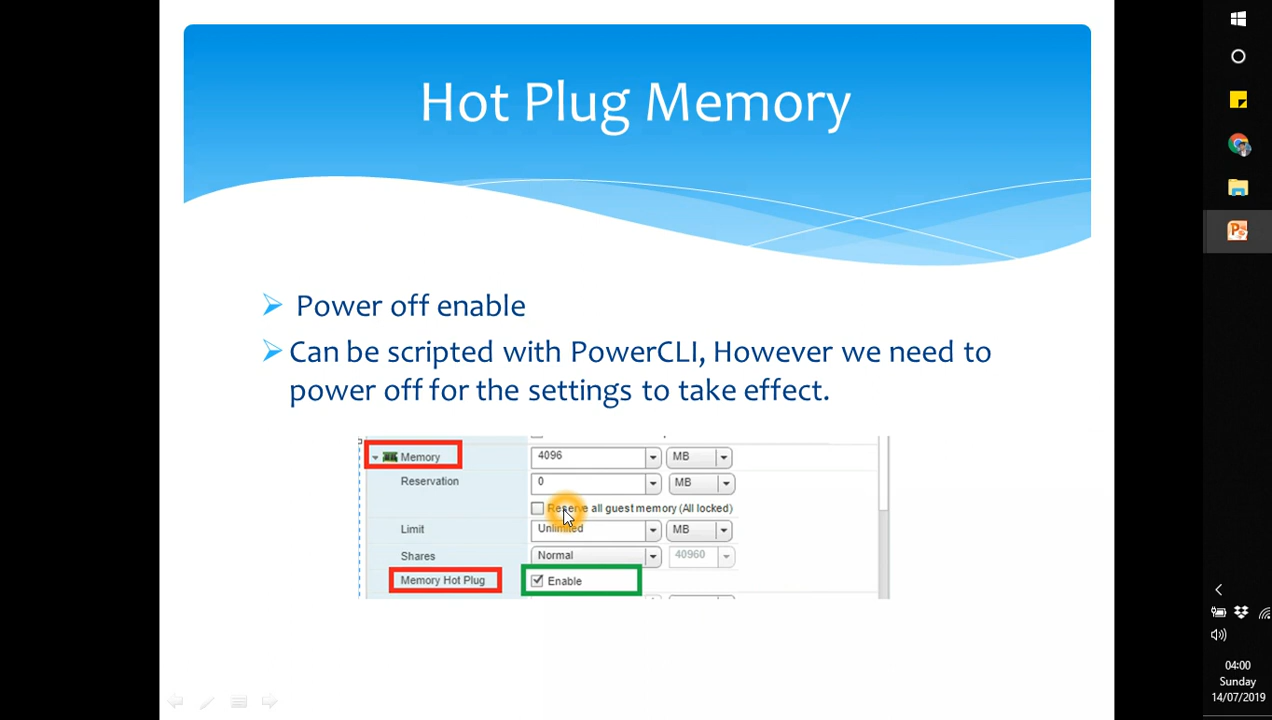 Hot Plug Memory
Power off enable
Can be scripted with PowerCLI, However we need to
power off for the settings to take effect.
Memory 4096 MB
Reservation 0 MB
Reserve all guest memory (All locked)
Limit Unlimited MB
Shares Normal 40960
Memory Hot Plug Enable
04:00
Sunday
14/07/2019